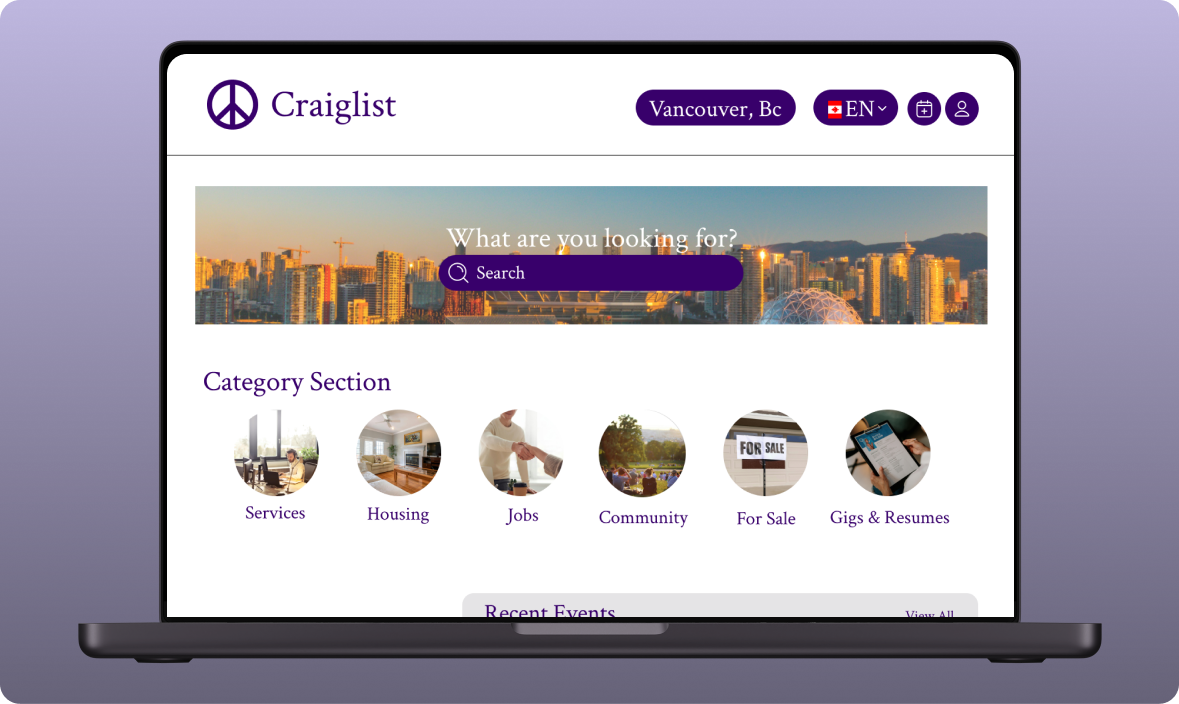 Craiglist
Vancouver, Bc
EN
What are you looking for?
Search
Category Section
FOR SALE
Services
Housing
Jobs
Community
For Sale
Gigs & Resumes
Recent Events
View All